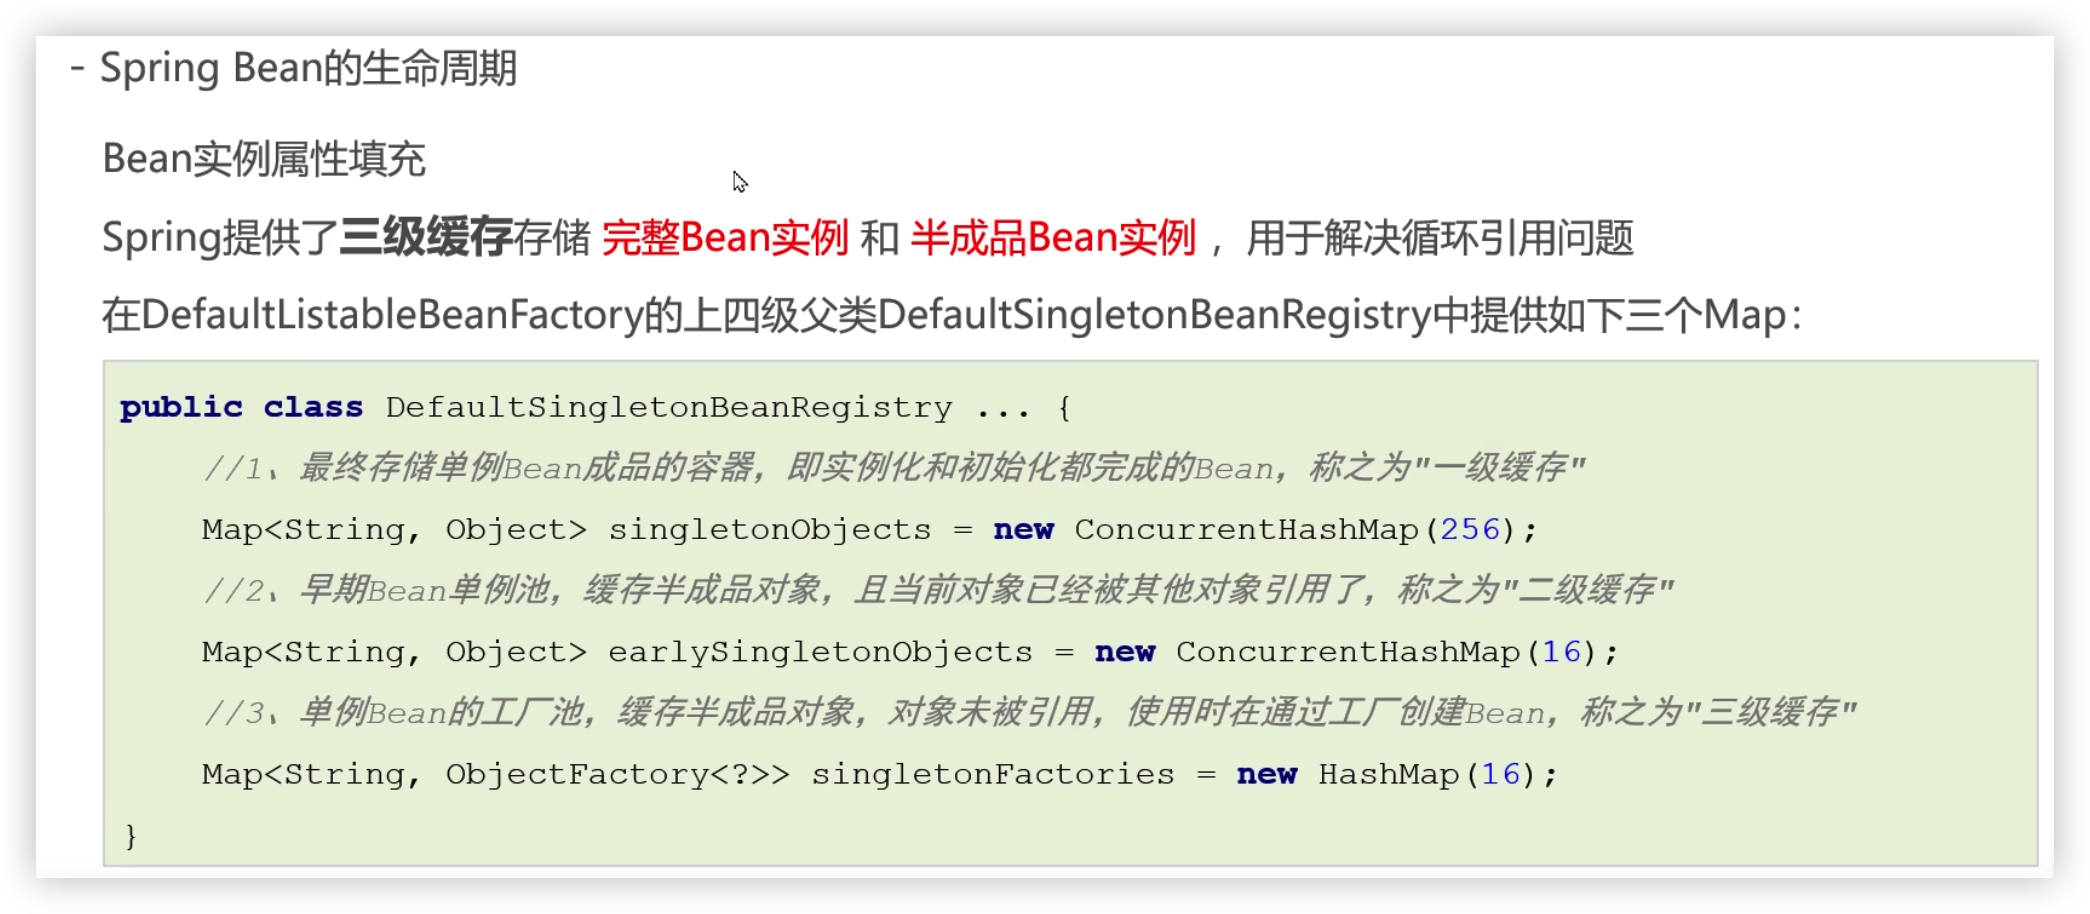 - Spring Bean的生命周期
Bean实例属性填充
Spring提供了三级缓存存储 完整Bean实例 和 半成品Bean实例 ，用于解决循环引用问题
在DefaultListableBeanFactory的上四级父类DefaultSingletonBeanRegistry中提供如下三个Map：
public class DefaultSingletonBeanRegistry ... {
//1、最终存储单例Bean成品的容器，即实例化和初始化都完成的Bean，称之为"一级缓存"
Map<String, Object> singletonObjects = new ConcurrentHashMap(256);
//2、早期Bean单例池，缓存半成品对象，且当前对象已经被其他对象引用了，称之为"二级缓存"
Map<String, Object> earlySingletonObjects = new ConcurrentHashMap(16);
//3、单例Bean的工厂池，缓存半成品对象，对象未被引用，使用时在通过工厂创建Bean，称之为"三级缓存"
Map<String, ObjectFactory<?>> singletonFactories = new HashMap(16);
}